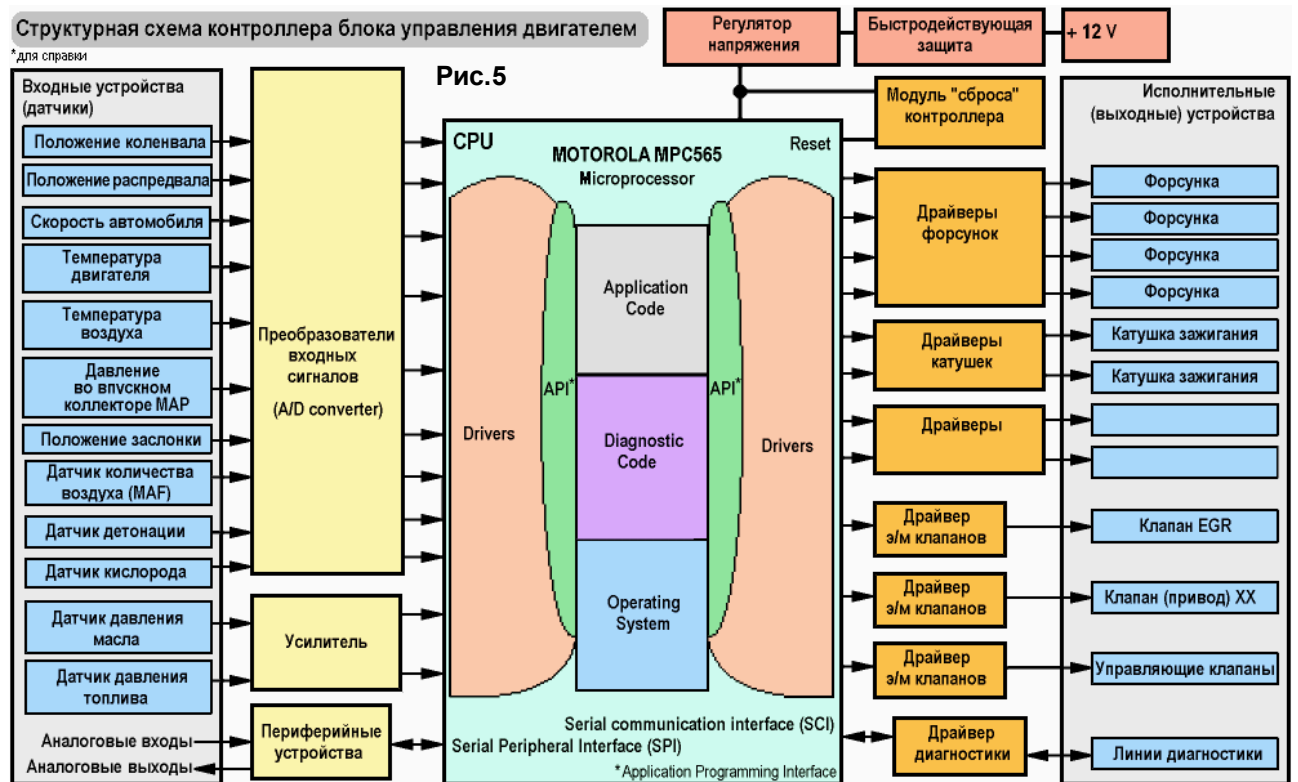 Структурная схема контроллера блока управления двигателем
*для справки
Рис.5
Регулятор
напряжения
Быстродействующая
защита
+ 12 V
Входные устройства
(датчики)
Положение коленвала
Положение распредвала
Скорость автомобиля
Температура
двигателя
Температура
воздуха
Давление
во впускном
коллекторе MAP
Положение заслонки
Датчик количества
воздуха (MAF)
Датчик детонации
Датчик кислорода
Датчик давления
масла
Датчик давления
топлива
Аналоговые входы
Аналоговые выходы
Преобразователи
входных
сигналов
(A/D converter)
Усилитель
Периферийные
устройства
CPU
Reset
MOTOROLA MPC565
Microprocessor
Drivers
API*
Application
Code
Diagnostic
Code
Operating
System
API*
Drivers
Serial communication interface (SCI)
Serial Peripheral Interface (SPI)
*Application Programming Interface
Модуль "сброса"
контроллера
Драйверы
форсунок
Драйверы
катушек
Драйверы
Драйвер
э/м клапанов
Драйвер
э/м клапанов
Драйвер
э/м клапанов
Драйвер
диагностики
Исполнительные
(выходные) устройства
Форсунка
Форсунка
Форсунка
Форсунка
Катушка зажигания
Катушка зажигания
Клапан EGR
Клапан (привод) ХХ
Управляющие клапаны
Линии диагностики